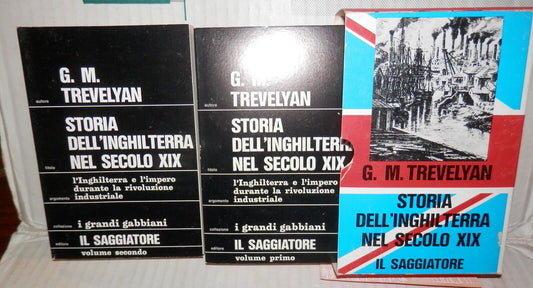 autore
G. M.
TREVELYAN
titolo
STORIA
DELL'INGHILTERRA
NEL SECOLO XIX
argomento
l'Inghilterra e l'impero
durante la rivoluzione
industriale
collezione
i grandi gabbiani
editore
IL SAGGIATORE
volume secondo
autore
G. M.
TREVELYAN
titolo
STORIA
DELL'INGHILTERRA
NEL SECOLO XIX
argomento
l'Inghilterra e l'impero
durante la rivoluzione
industriale
collezione
i grandi gabbiani
editore
IL SAGGIATORE
volume primo
G. M. TREVELYAN
STORIA
DELL'INGHILTERRA
NEL SECOLO XIX
IL SAGGIATORE